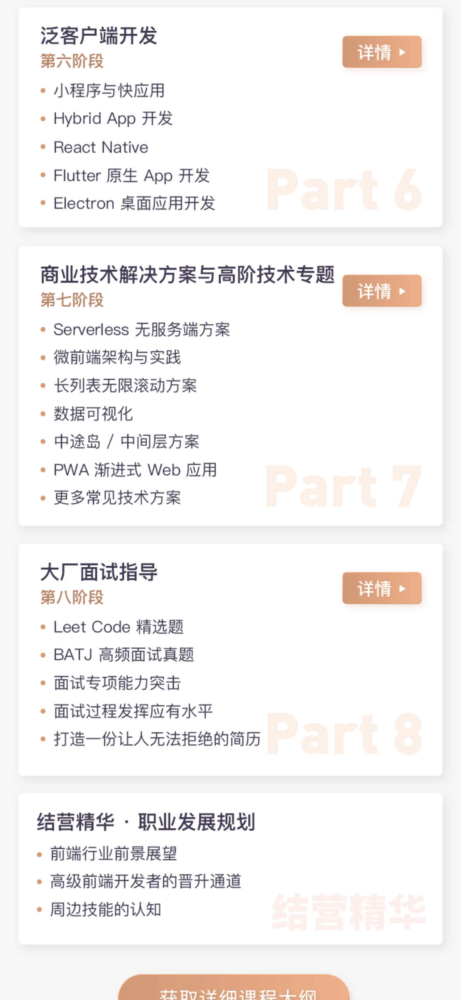 泛客户端开发
详情
第六阶段
小程序与快应用
Hybrid App 开发
React Native
Flutter 原生 App 开发
Electron 桌面应用开发
Part 6
商业技术解决方案与高阶技术专题
详情
第七阶段
Serverless 无服务端方案
微前端架构与实践
长列表无限滚动方案
数据可视化
中途岛 / 中间层方案
PWA 渐进式 Web 应用
更多常见技术方案
Part 7
大厂面试指导
详情
第八阶段
Leet Code 精选题
BATJ 高频面试真题
面试专项能力突击
面试过程发挥应有水平
打造一份让人无法拒绝的简历
Part 8
结营精华 · 职业发展规划
前端行业前景展望
高级前端开发者的晋升通道
周边技能的认知
结营精华
获取详细课程大纲